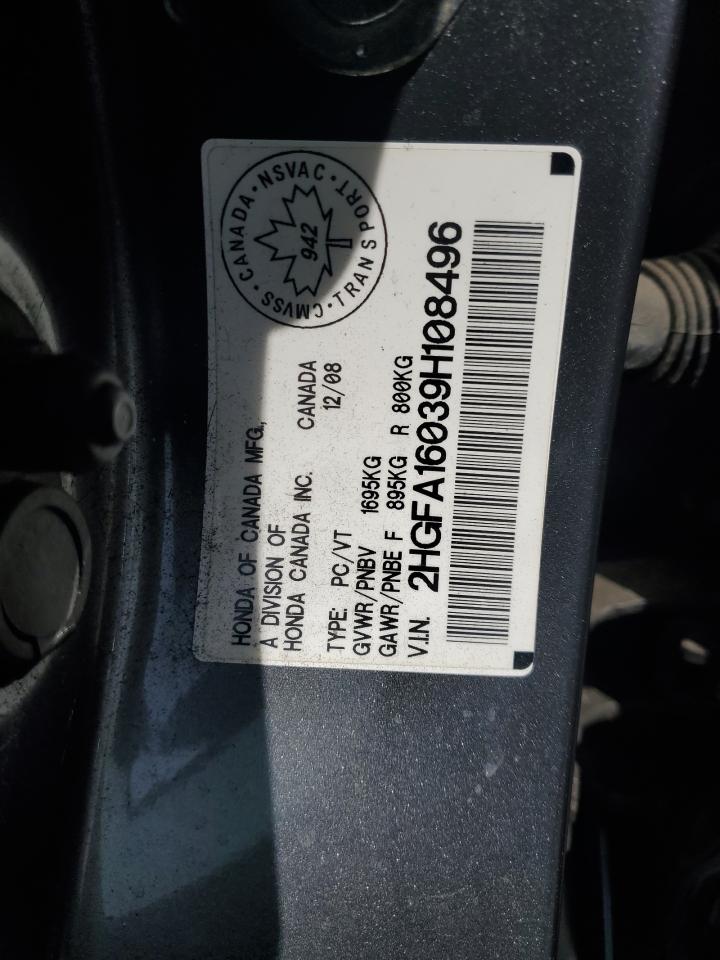 HONDA OF CANADA MFG.,
A DIVISION OF
HONDA CANADA INC. CANADA
12/08
TYPE: PC/VT
GVWR/PNBV 1695KG
GAWR/PNBE F 895KG R 800KG
V.I.N. 2HGFA16039H108496
CANADA · NSVAC · TRANSPORT · CMVSS ·
942